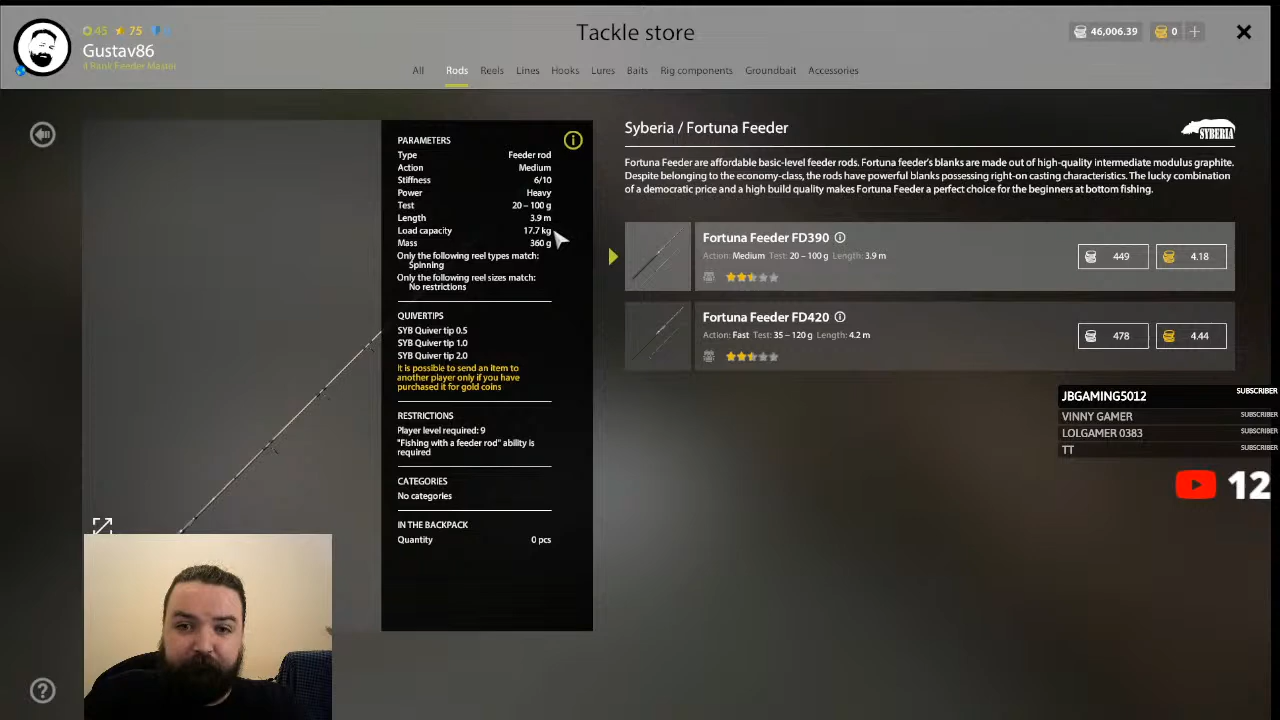 45 75
Tackle store
46,006.39 0 +
Gustav86
All Rods Reels Lines Hooks Lures Baits Rig components Groundbait Accessories
PARAMETERS
Type Feeder rod
Action Medium
Stiffness 6/10
Power Heavy
Test 20 – 100 g
Length 3.9 m
Load capacity 17.7 kg
Mass 360 g
Only the following reel types match:
Spinning
Only the following reel sizes match:
No restrictions
QUIVERTIPS
SYB Quiver tip 0.5
SYB Quiver tip 1.0
SYB Quiver tip 2.0
It is possible to send an item to
another player only if you have
purchased it for gold coins
RESTRICTIONS
Player level required: 9
"Fishing with a feeder rod" ability is
required
CATEGORIES
No categories
IN THE BACKPACK
Quantity 0 pcs
Syberia / Fortuna Feeder
SYBERIA
Fortuna Feeder are affordable basic-level feeder rods. Fortuna feeder's blanks are made out of high-quality intermediate modulus graphite.
Despite belonging to the economy-class, the rods have powerful blanks possessing right-on casting characteristics. The lucky combination
of a democratic price and a high build quality makes Fortuna Feeder a perfect choice for the beginners at bottom fishing.
Fortuna Feeder FD390
Action: Medium Test: 20 – 100 g Length: 3.9 m
449 4.18
Fortuna Feeder FD420
Action: Fast Test: 35 – 120 g Length: 4.2 m
478 4.44
JBGAMING5012 SUBSCRIBER
VINNY GAMER SUBSCRIBER
LOLGAMER 0383 SUBSCRIBER
TT SUBSCRIBER
12
?